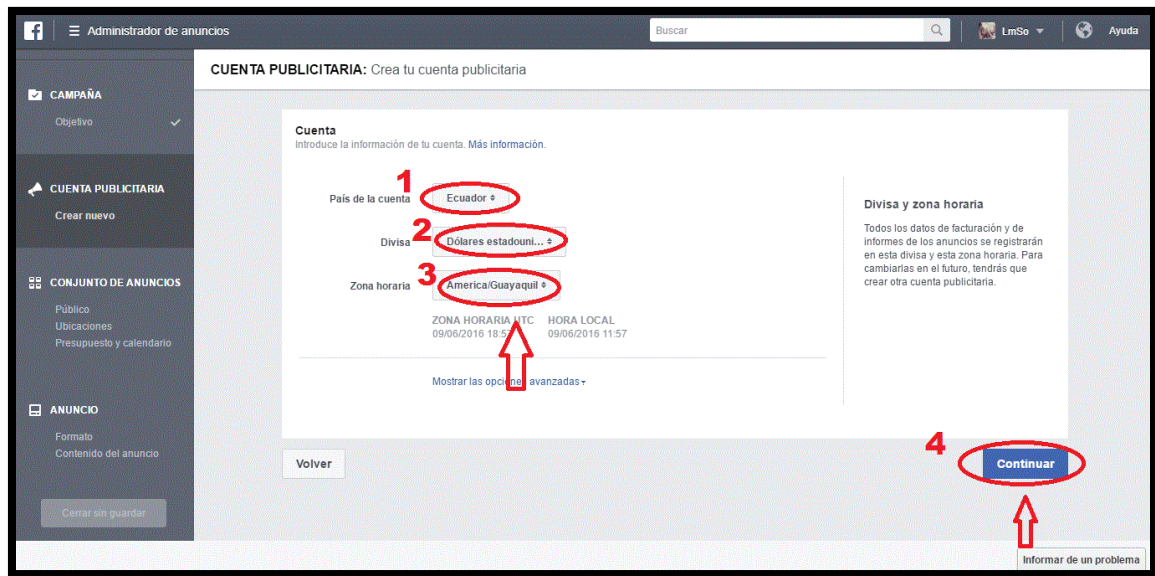 f ☰ Administrador de anuncios Buscar LmSo Ayuda
CUENTA PUBLICITARIA: Crea tu cuenta publicitaria
CAMPAÑA
Objetivo
CUENTA PUBLICITARIA
Crear nuevo
CONJUNTO DE ANUNCIOS
Público
Ubicaciones
Presupuesto y calendario
ANUNCIO
Formato
Contenido del anuncio
Cerrar sin guardar
Cuenta
Introduce la información de tu cuenta. Más información.
1
País de la cuenta Ecuador
2
Divisa Dólares estadouni...
3
Zona horaria America/Guayaquil
ZONA HORARIA UTC HORA LOCAL
09/06/2016 18:57 09/06/2016 11:57
Mostrar las opciones avanzadas
Divisa y zona horaria
Todos los datos de facturación y de
informes de los anuncios se registrarán
en esta divisa y esta zona horaria. Para
cambiarlas en el futuro, tendrás que
crear otra cuenta publicitaria.
Volver
4
Continuar
Informar de un problema